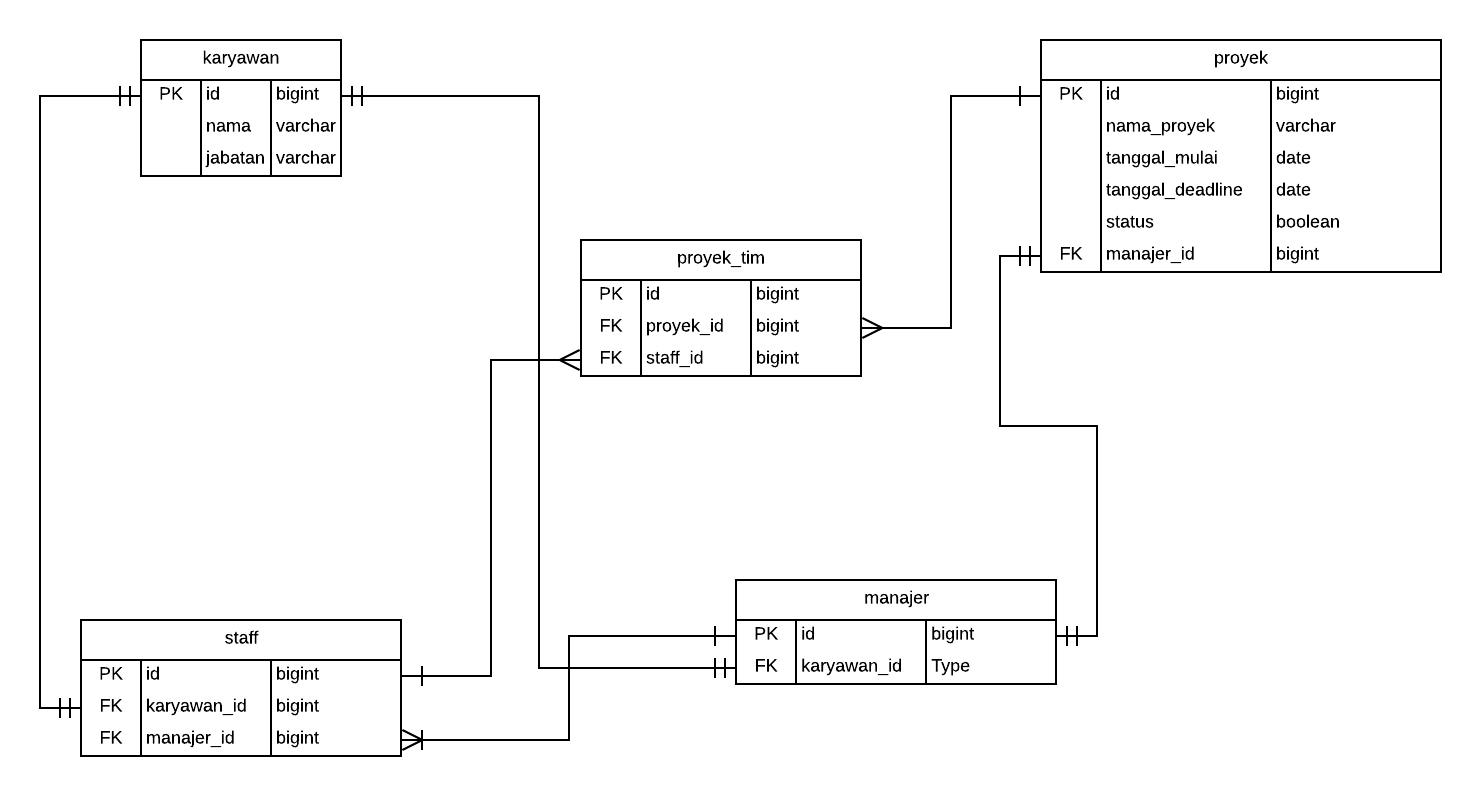 karyawan
PK id bigint
nama varchar
jabatan varchar
proyek
PK id bigint
nama_proyek varchar
tanggal_mulai date
tanggal_deadline date
status boolean
FK manajer_id bigint
proyek_tim
PK id bigint
FK proyek_id bigint
FK staff_id bigint
manajer
PK id bigint
FK karyawan_id Type
staff
PK id bigint
FK karyawan_id bigint
FK manajer_id bigint